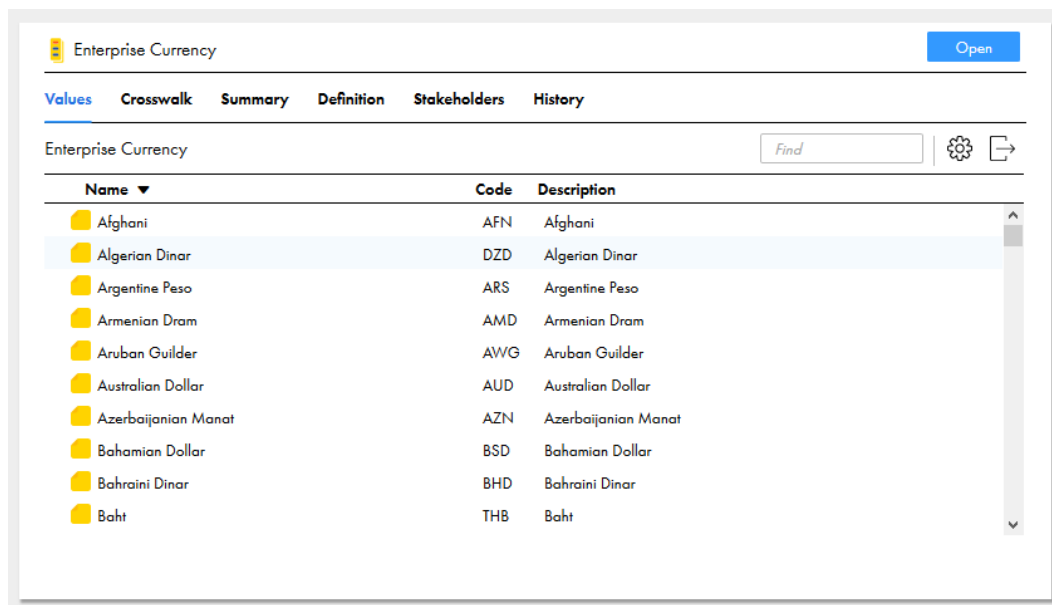 Enterprise Currency Open
Values Crosswalk Summary Definition Stakeholders History
Enterprise Currency Find
Name Code Description
Afghani AFN Afghani
Algerian Dinar DZD Algerian Dinar
Argentine Peso ARS Argentine Peso
Armenian Dram AMD Armenian Dram
Aruban Guilder AWG Aruban Guilder
Australian Dollar AUD Australian Dollar
Azerbaijanian Manat AZN Azerbaijanian Manat
Bahamian Dollar BSD Bahamian Dollar
Bahraini Dinar BHD Bahraini Dinar
Baht THB Baht